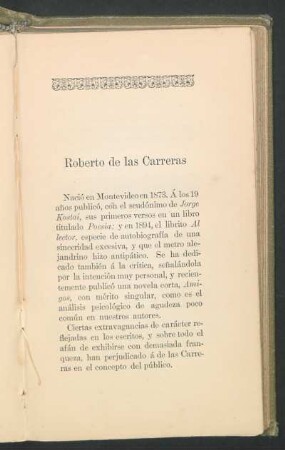 Roberto de las Carreras
Nació en Montevideo en 1873. Á los 19
años publicó, con el seudónimo de Jorge
Kostai, sus primeros versos en un libro
titulado Poesía; y en 1894, el librito Al
lector, especie de autobiografía de una
sinceridad excesiva, y que el metro ale
jandrino hizo antipático. Se ha dedi-
cado también á la crítica, señalándola
por la intención muy personal, y recien-
temente publicó una novela corta,
con mérito singular, como es el
análisis psicológico de agudeza poco
común en nuestros autores.
Ciertas extravagancias de carácter re-
flejadas en los escritos, y sobre todo el
afán de exhibirse con demasiada fran-
queza, han perjudicado á de las Carre-
ras en el concepto del público.